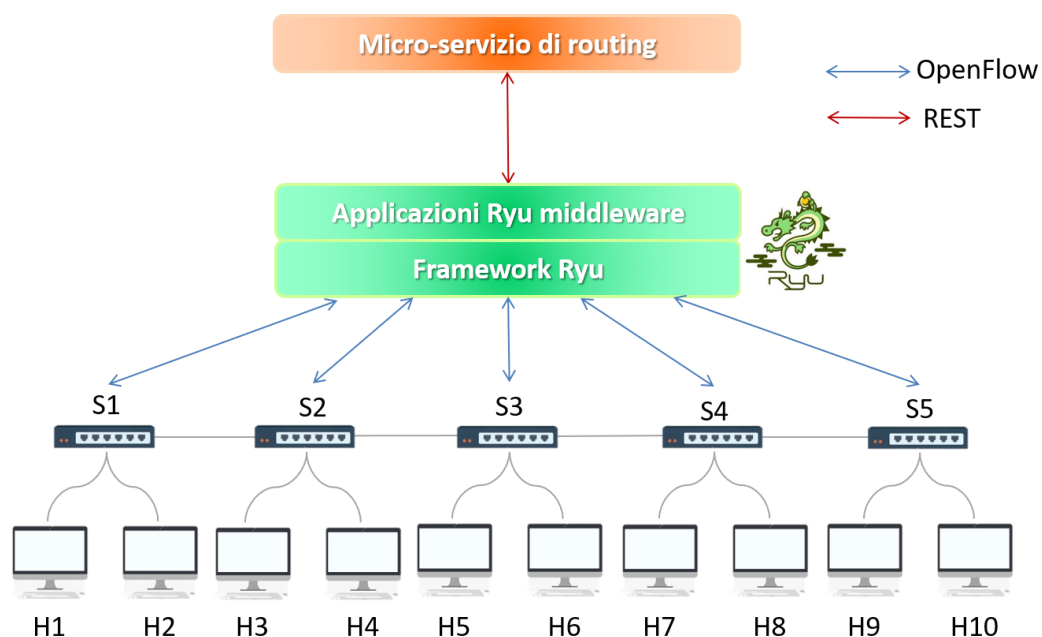 Micro-servizio di routing
OpenFlow
REST
Applicazioni Ryu middleware
Framework Ryu
Ryu
S1
S2
S3
S4
S5
H1
H2
H3
H4
H5
H6
H7
H8
H9
H10